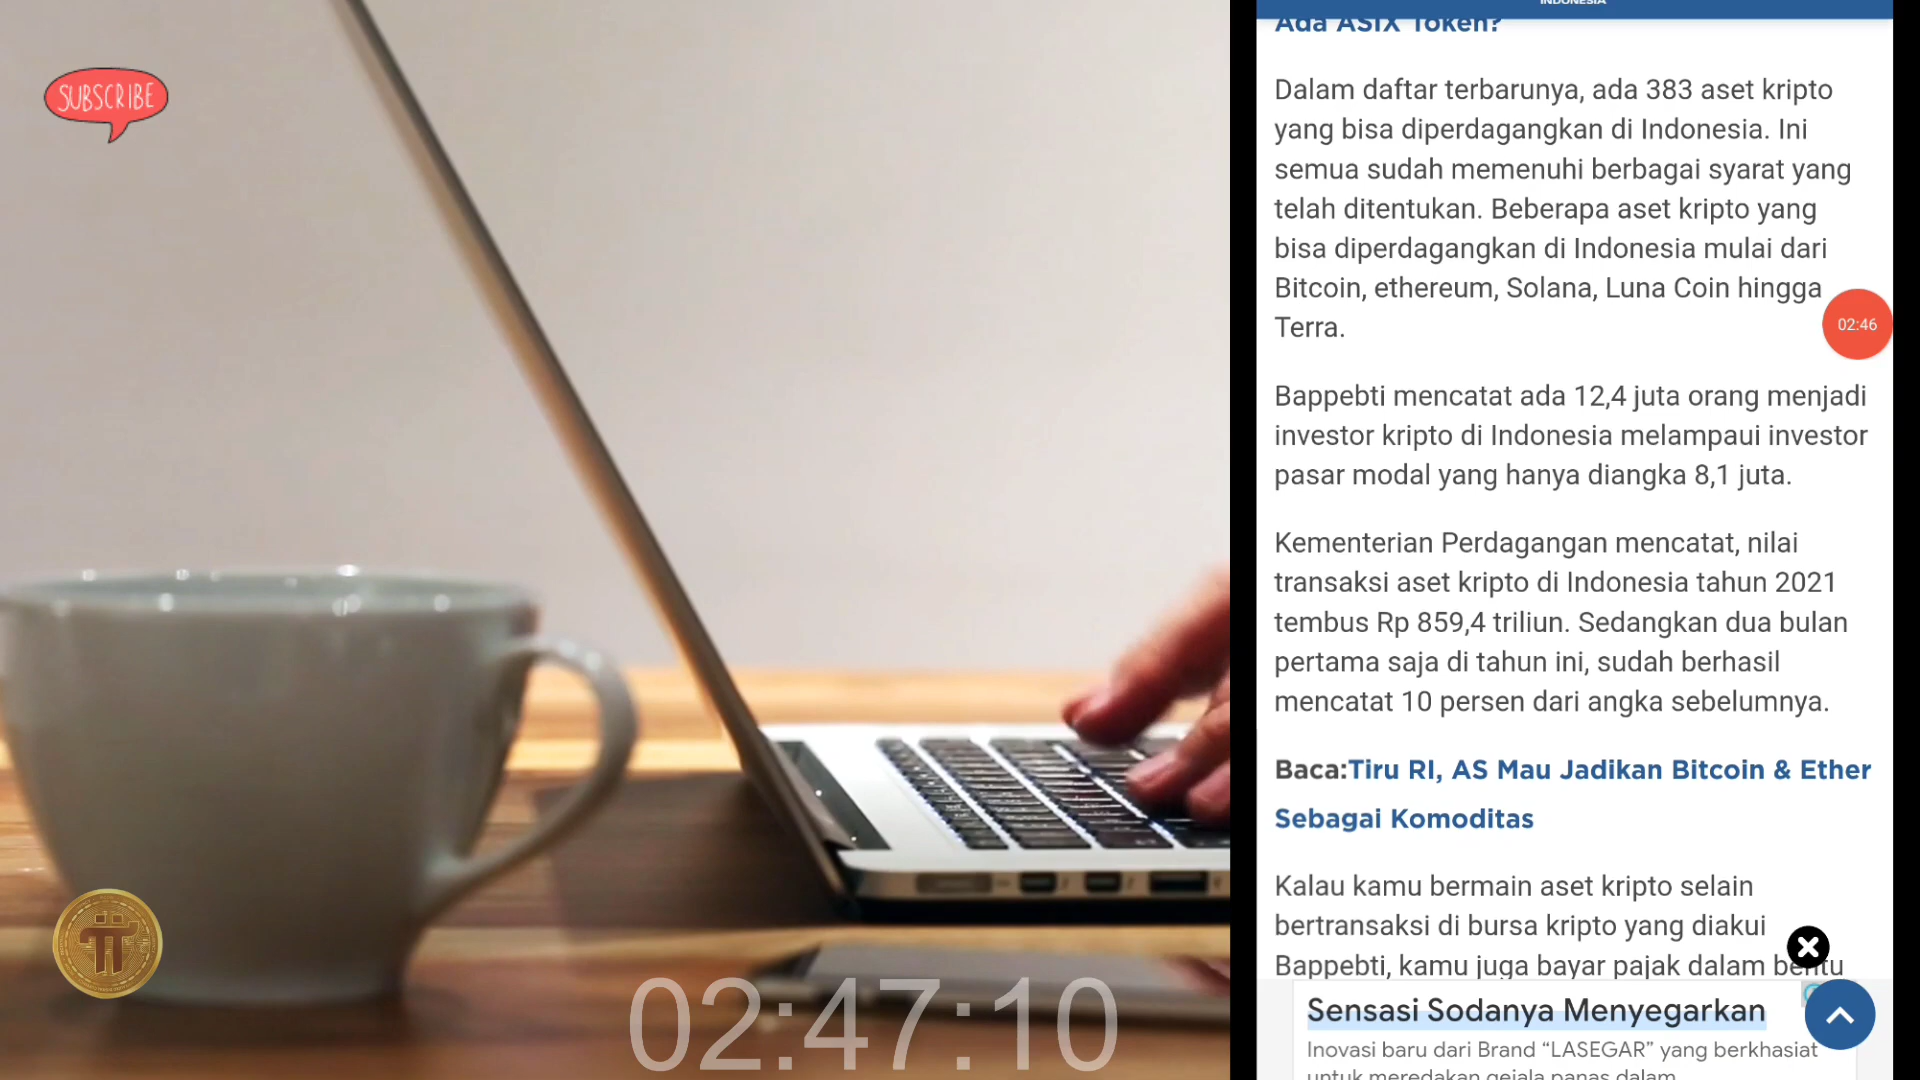 SUBSCRIBE
02:47:10
INDONESIA
Ada ASIX Token?
Dalam daftar terbarunya, ada 383 aset kripto
yang bisa diperdagangkan di Indonesia. Ini
semua sudah memenuhi berbagai syarat yang
telah ditentukan. Beberapa aset kripto yang
bisa diperdagangkan di Indonesia mulai dari
Bitcoin, ethereum, Solana, Luna Coin hingga
Terra.
02:46
Bappebti mencatat ada 12,4 juta orang menjadi
investor kripto di Indonesia melampaui investor
pasar modal yang hanya diangka 8,1 juta.
Kementerian Perdagangan mencatat, nilai
transaksi aset kripto di Indonesia tahun 2021
tembus Rp 859,4 triliun. Sedangkan dua bulan
pertama saja di tahun ini, sudah berhasil
mencatat 10 persen dari angka sebelumnya.
Baca:Tiru RI, AS Mau Jadikan Bitcoin & Ether
Sebagai Komoditas
Kalau kamu bermain aset kripto selain
bertransaksi di bursa kripto yang diakui
Bappebti, kamu juga bayar pajak dalam
Sensasi Sodanya Menyegarkan
Inovasi baru dari Brand “LASEGAR” yang berkhasiat
untuk meredakan gejala panas dalam